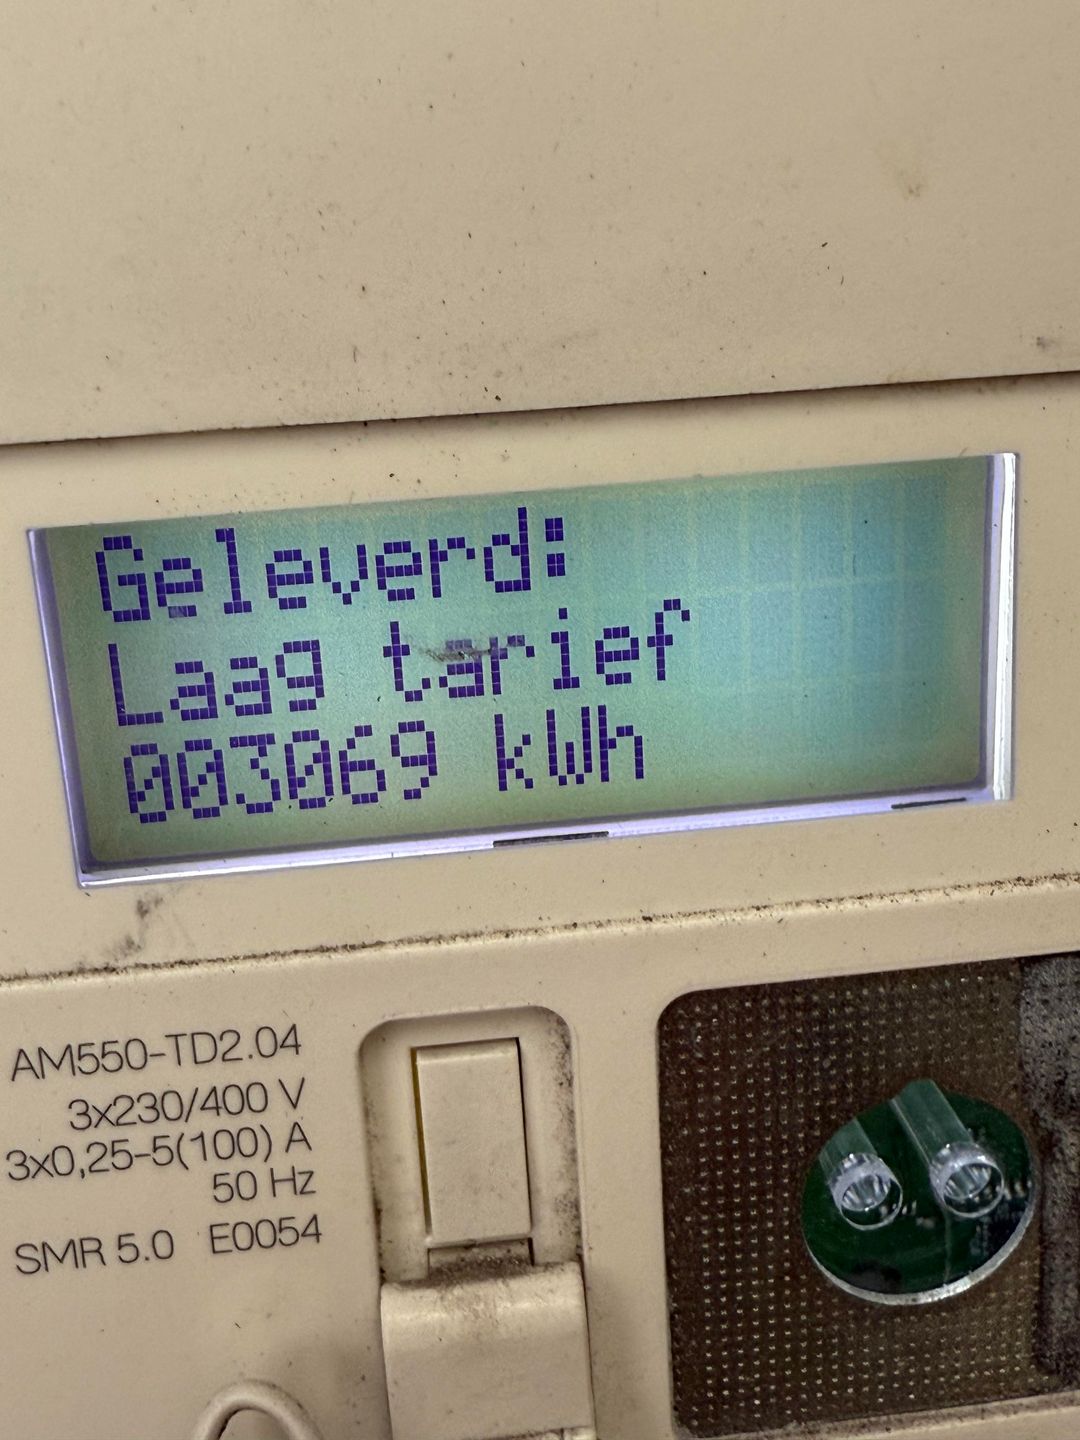 Geleverd:
Laag tarief
003069 kWh
AM550-TD2.04
3x230/400 V
3x0,25-5(100) A
50 Hz
SMR 5.0 E0054